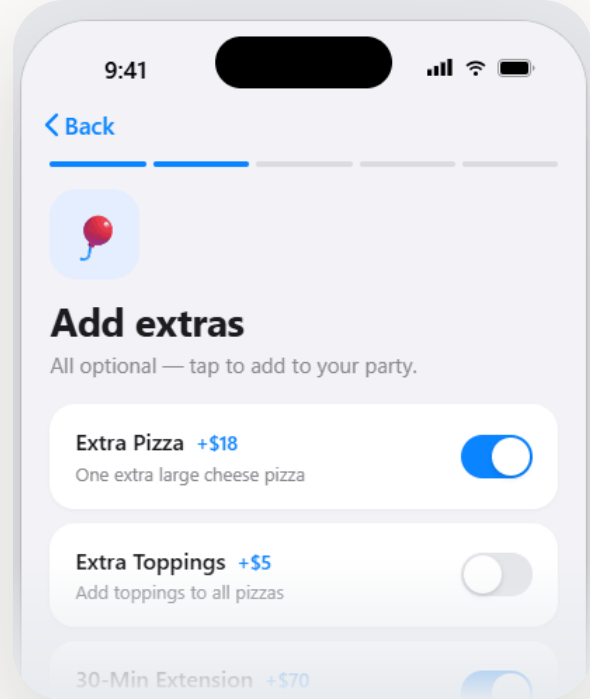 9:41
Back
Add extras
All optional — tap to add to your party.
Extra Pizza +$18
One extra large cheese pizza
Extra Toppings +$5
Add toppings to all pizzas
30-Min Extension +$70